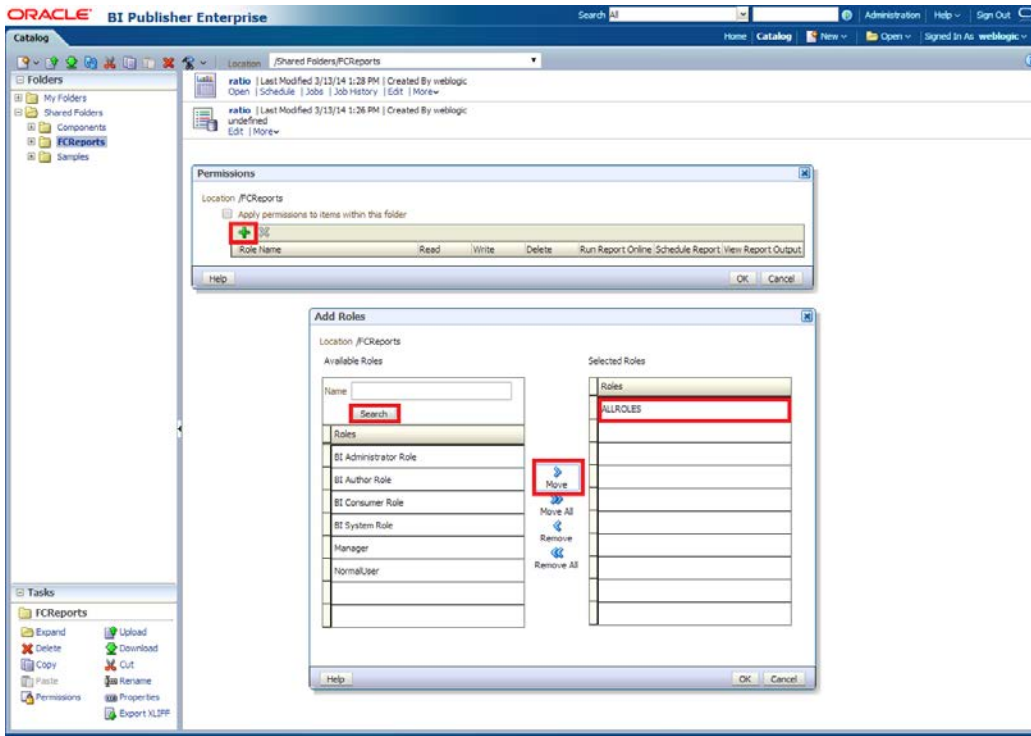 ORACLE BI Publisher Enterprise
Search All
Administration Help Sign Out
Catalog
Home Catalog New Open Signed In As weblogic
Location /Shared Folders/FCReports
Folders
My Folders
Shared Folders
Components
FCReports
Samples
ratio | Last Modified 3/13/14 1:28 PM | Created By weblogic
Open | Schedule | Jobs | Job History | Edit | More
ratio | Last Modified 3/13/14 1:26 PM | Created By weblogic
undefined
Edit | More
Permissions
Location /FCReports
Apply permissions to items within this folder
Role Name Read Write Delete Run Report Online Schedule Report View Report Output
Help OK Cancel
Add Roles
Location /FCReports
Available Roles
Name
Search
Roles
BI Administrator Role
BI Author Role
BI Consumer Role
BI System Role
Manager
NormalUser
Move
Move All
Remove
Remove All
Selected Roles
Roles
ALLROLES
Help OK Cancel
Tasks
FCReports
Expand Upload
Delete Download
Copy Cut
Paste Rename
Permissions Properties
Export XLIFF